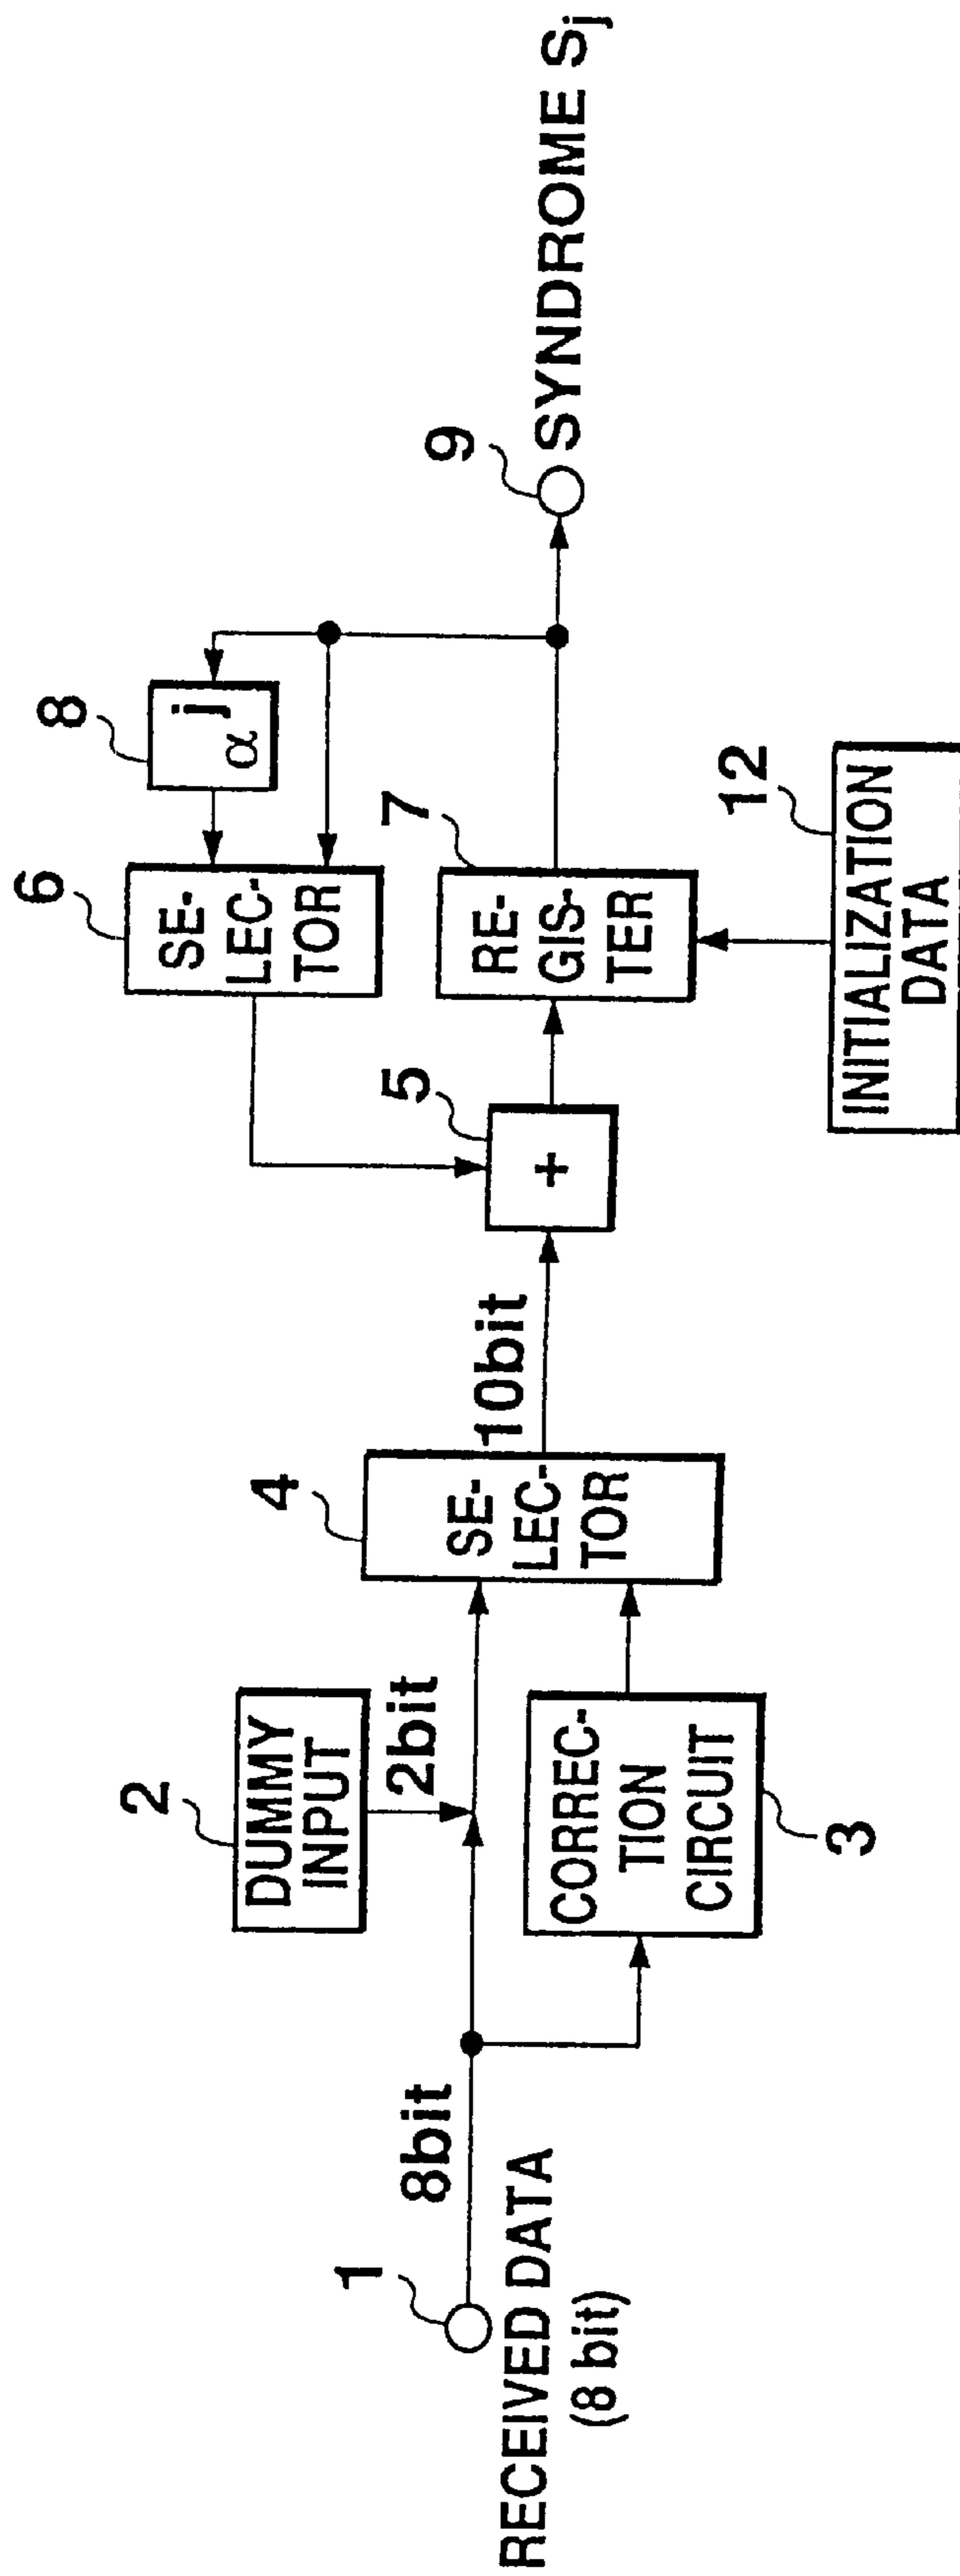 1
RECEIVED DATA
(8 bit)
8bit
2
DUMMY
INPUT
2bit
CORREC-
TION
CIRCUIT
3
4
SE-
LEC-
TOR
10bit
5
+
6
SE-
LEC-
TOR
7
RE-
GIS-
TER
8
α j
9
SYNDROME Sj
12
INITIALIZATION
DATA